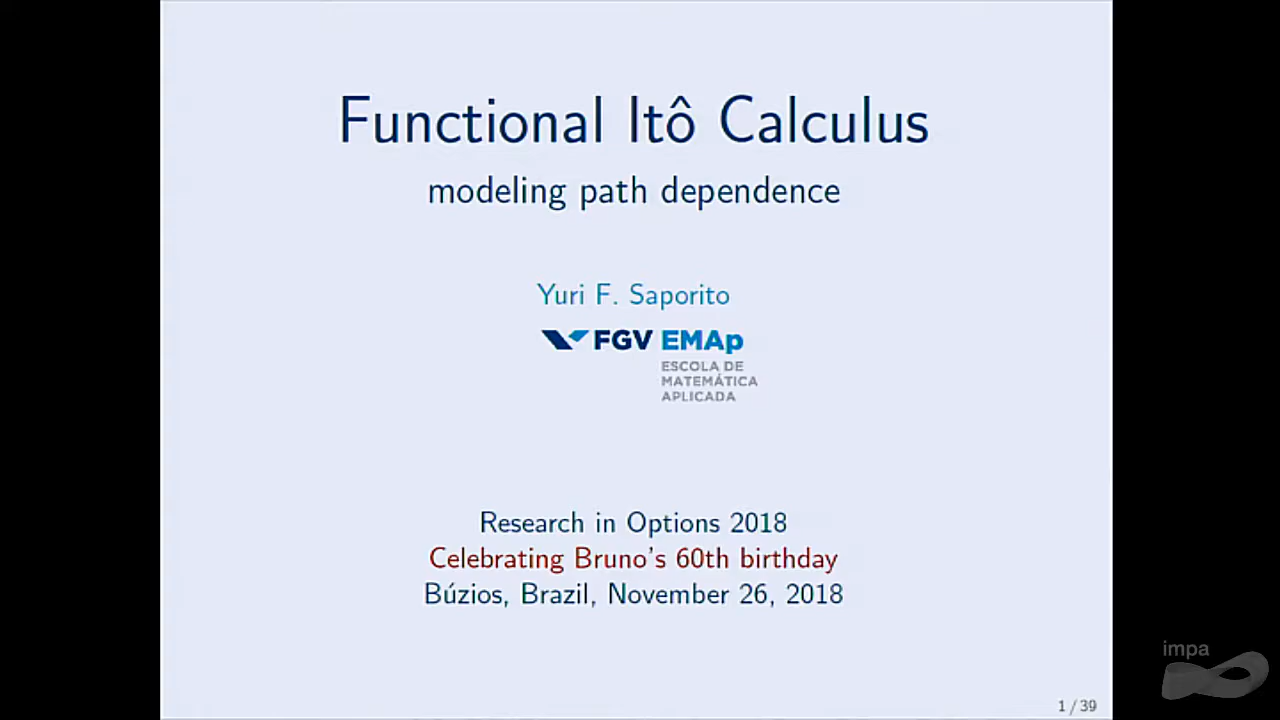 Functional Itô Calculus
modeling path dependence
Yuri F. Saporito
FGV EMAp
ESCOLA DE
MATEMÁTICA
APLICADA
Research in Options 2018
Celebrating Bruno's 60th birthday
Búzios, Brazil, November 26, 2018
impa
1 / 39